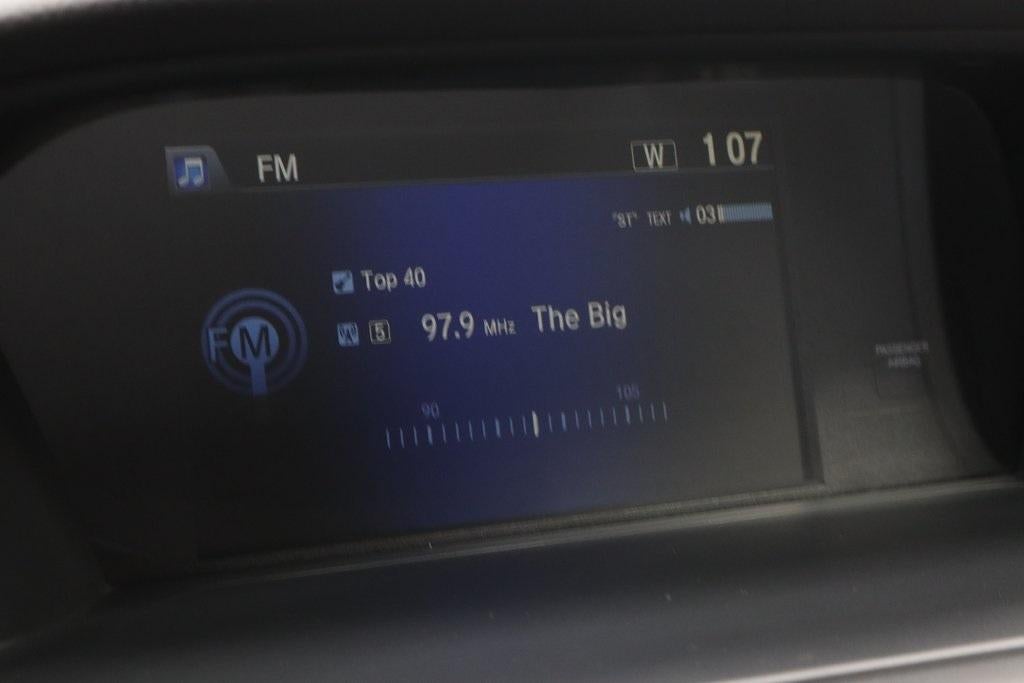 FM W 1 07
"ST" TEXT 03
Top 40
FM
5 97.9 MHz The Big
90 105
PASSENGER
AIRBAG